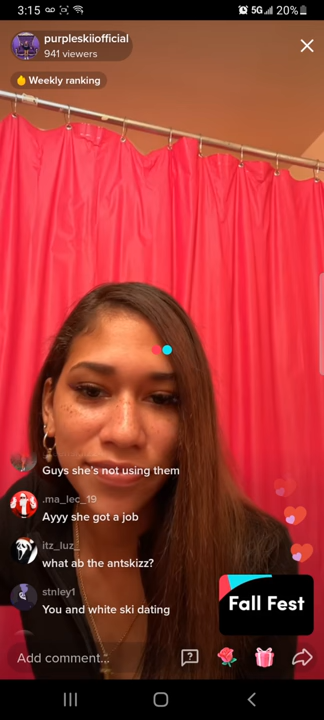 3:15
5G
20%
purpleskiiofficial
941 viewers
Weekly ranking
Guys she's not using them
.ma_lec_19
Ayyy she got a job
itz_luz_
what ab the antskizz?
stnley1
You and white ski dating
Fall Fest
Add comment...